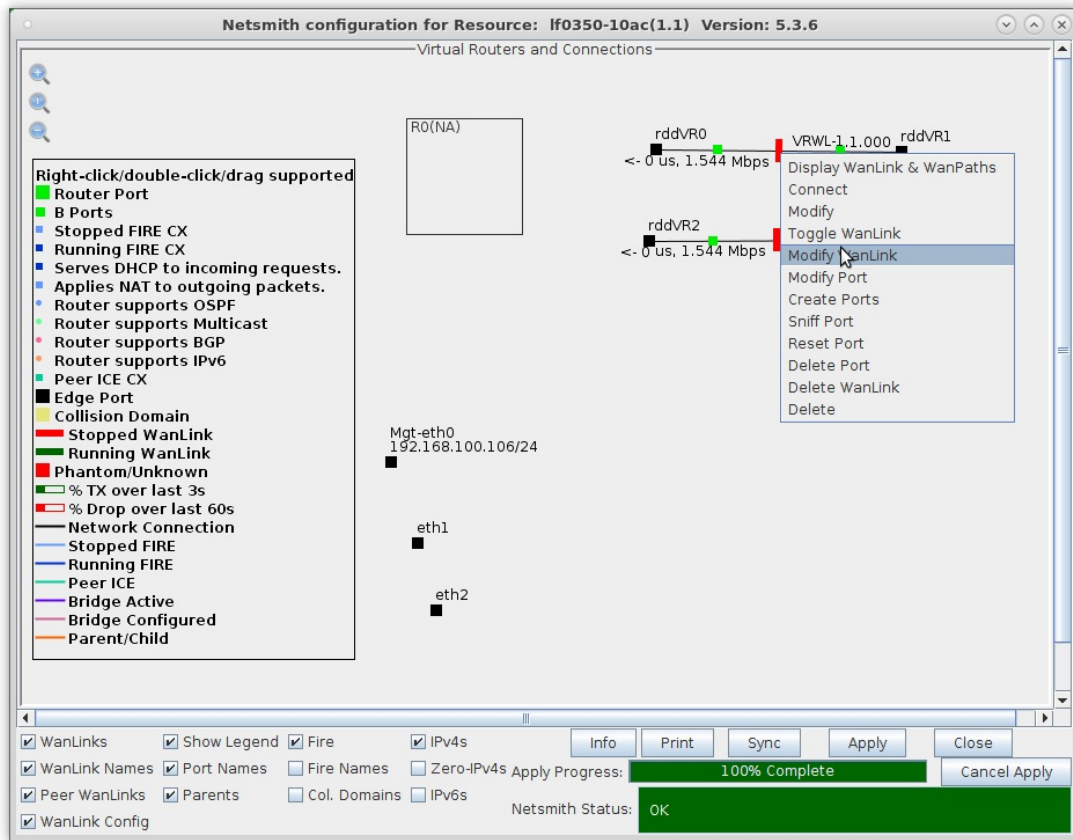 Netsmith configuration for Resource: lf0350-10ac(1.1) Version: 5.3.6
Virtual Routers and Connections
R0(NA)
rddVR0
VRWL-1.1.000
rddVR1
<- 0 us, 1.544 Mbps
rddVR2
<- 0 us, 1.544 Mbps
Display WanLink & WanPaths
Connect
Modify
Toggle WanLink
Modify WanLink
Modify Port
Create Ports
Sniff Port
Reset Port
Delete Port
Delete WanLink
Delete
Right-click/double-click/drag supported
Router Port
B Ports
Stopped FIRE CX
Running FIRE CX
Serves DHCP to incoming requests.
Applies NAT to outgoing packets.
Router supports OSPF
Router supports Multicast
Router supports BGP
Router supports IPv6
Peer ICE CX
Edge Port
Collision Domain
Stopped WanLink
Running WanLink
Phantom/Unknown
% TX over last 3s
% Drop over last 60s
Network Connection
Stopped FIRE
Running FIRE
Peer ICE
Bridge Active
Bridge Configured
Parent/Child
Mgt-eth0
192.168.100.106/24
eth1
eth2
WanLinks Show Legend Fire IPv4s Info Print Sync Apply Close
WanLink Names Port Names Fire Names Zero-IPv4s Apply Progress: 100% Complete Cancel Apply
Peer WanLinks Parents Col. Domains IPv6s Netsmith Status: OK
WanLink Config